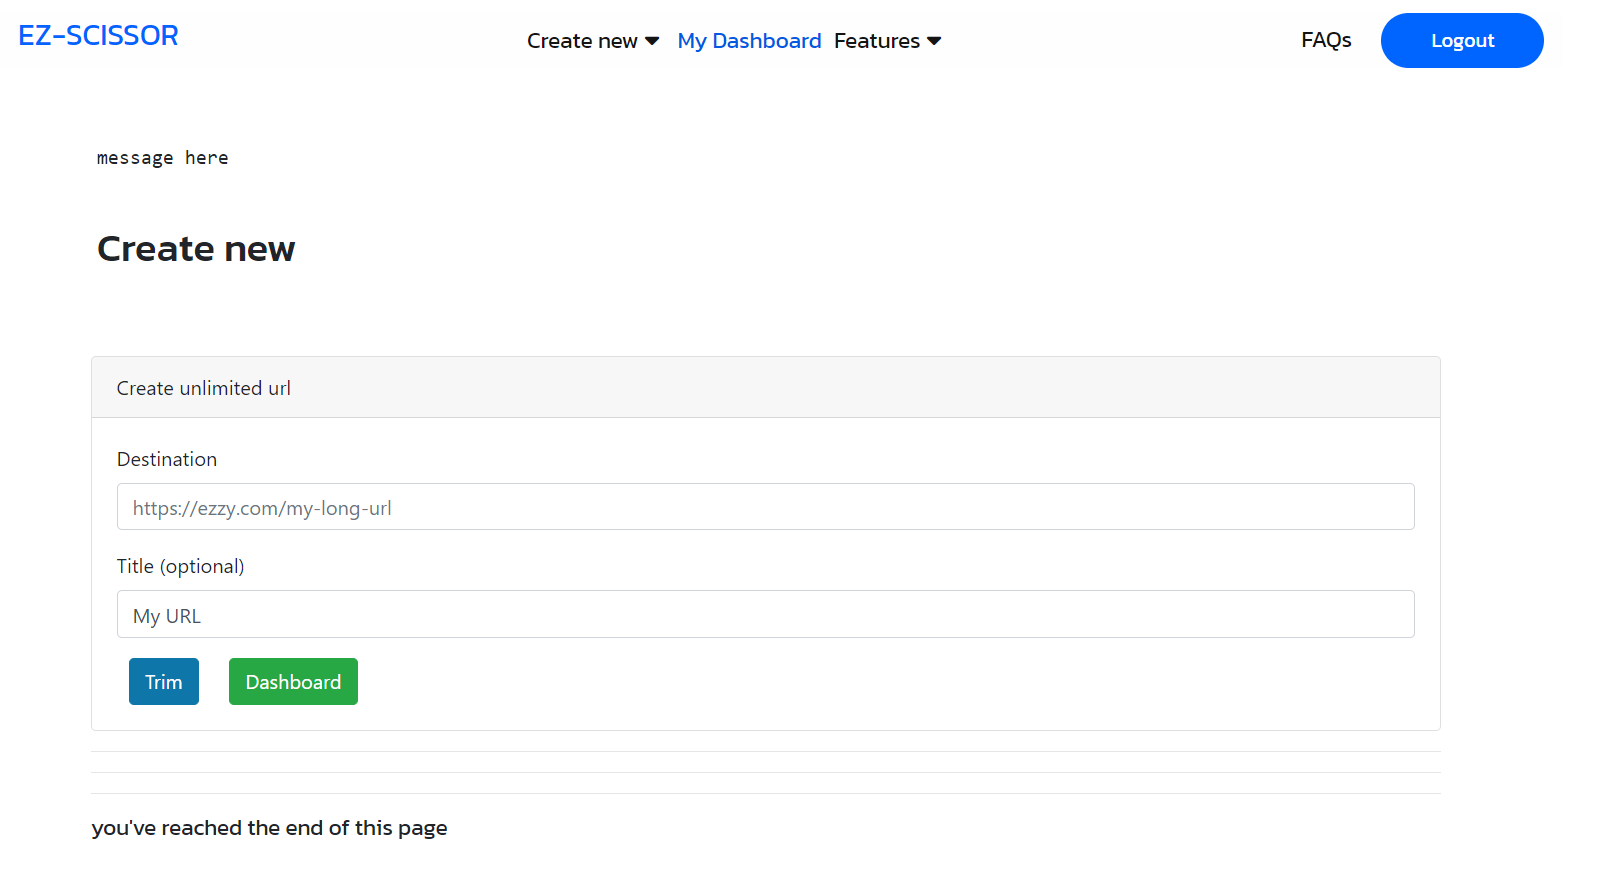 EZ-SCISSOR
Create new My Dashboard Features FAQs Logout
message here
Create new
Create unlimited url
Destination
https://ezzy.com/my-long-url
Title (optional)
My URL
Trim Dashboard
you've reached the end of this page